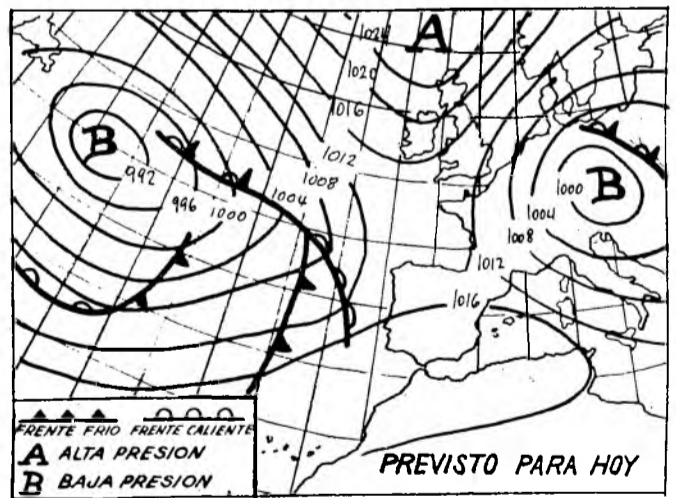 A
1024
1020
1016
1012
1008
1004
1000
996
992
B
B
1000
1004
1008
1012
1016
FRENTE FRIO FRENTE CALIENTE
A ALTA PRESION
B BAJA PRESION
PREVISTO PARA HOY